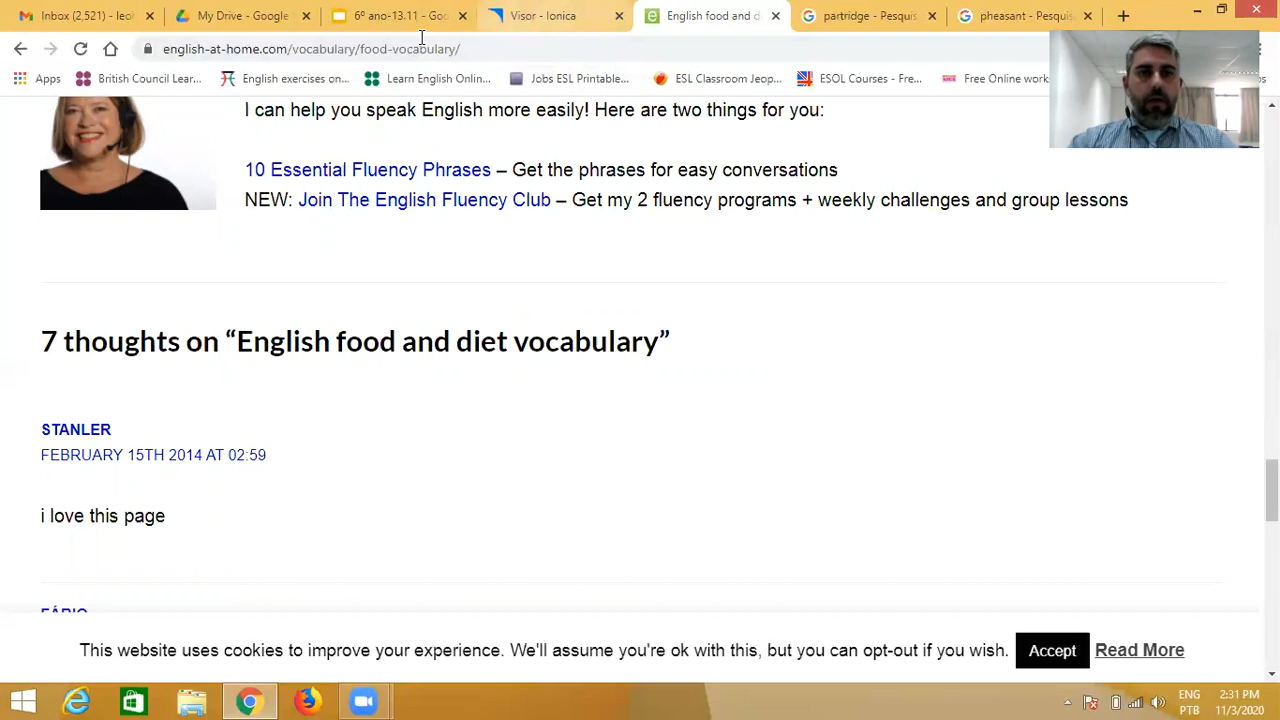 Inbox (2,521) - leo
My Drive - Google
6º ano-13.11 - Goo
Visor - Ionica
English food and d
partridge - Pesquis
pheasant - Pesquis
english-at-home.com/vocabulary/food-vocabulary/
Apps
British Council Lear...
English exercises on...
Learn English Onlin...
Jobs ESL Printable...
ESL Classroom Jeop...
ESOL Courses - Fre...
Free Online work
I can help you speak English more easily! Here are two things for you:
10 Essential Fluency Phrases – Get the phrases for easy conversations
NEW: Join The English Fluency Club – Get my 2 fluency programs + weekly challenges and group lessons
7 thoughts on “English food and diet vocabulary”
STANLER
FEBRUARY 15TH 2014 AT 02:59
i love this page
FÁBIO
This website uses cookies to improve your experience. We'll assume you're ok with this, but you can opt-out if you wish.
Accept
Read More
ENG
PTB
2:31 PM
11/3/2020